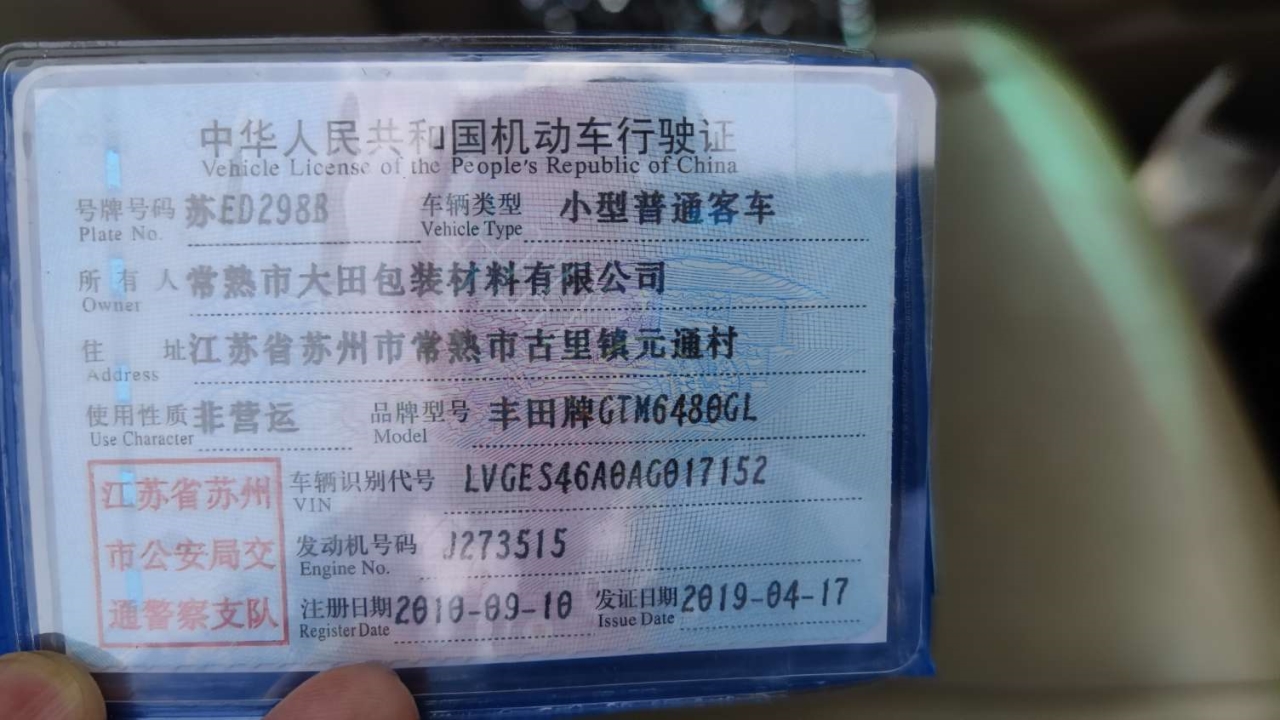 中华人民共和国机动车行驶证
Vehicle License of the People's Republic of China
号牌号码 苏ED298B 车辆类型 小型普通客车
Plate No. Vehicle Type
所有人 常熟市大田包装材料有限公司
Owner
住址 江苏省苏州市常熟市古里镇元通村
Address
使用性质 非营运 品牌型号 丰田牌GTM6480GL
Use Character Model
江苏省苏州
市公安局交
通警察支队
车辆识别代号 LVGES46A0AG017152
VIN
发动机号码 J273515
Engine No.
注册日期 2010-09-10 发证日期 2019-04-17
Register Date Issue Date